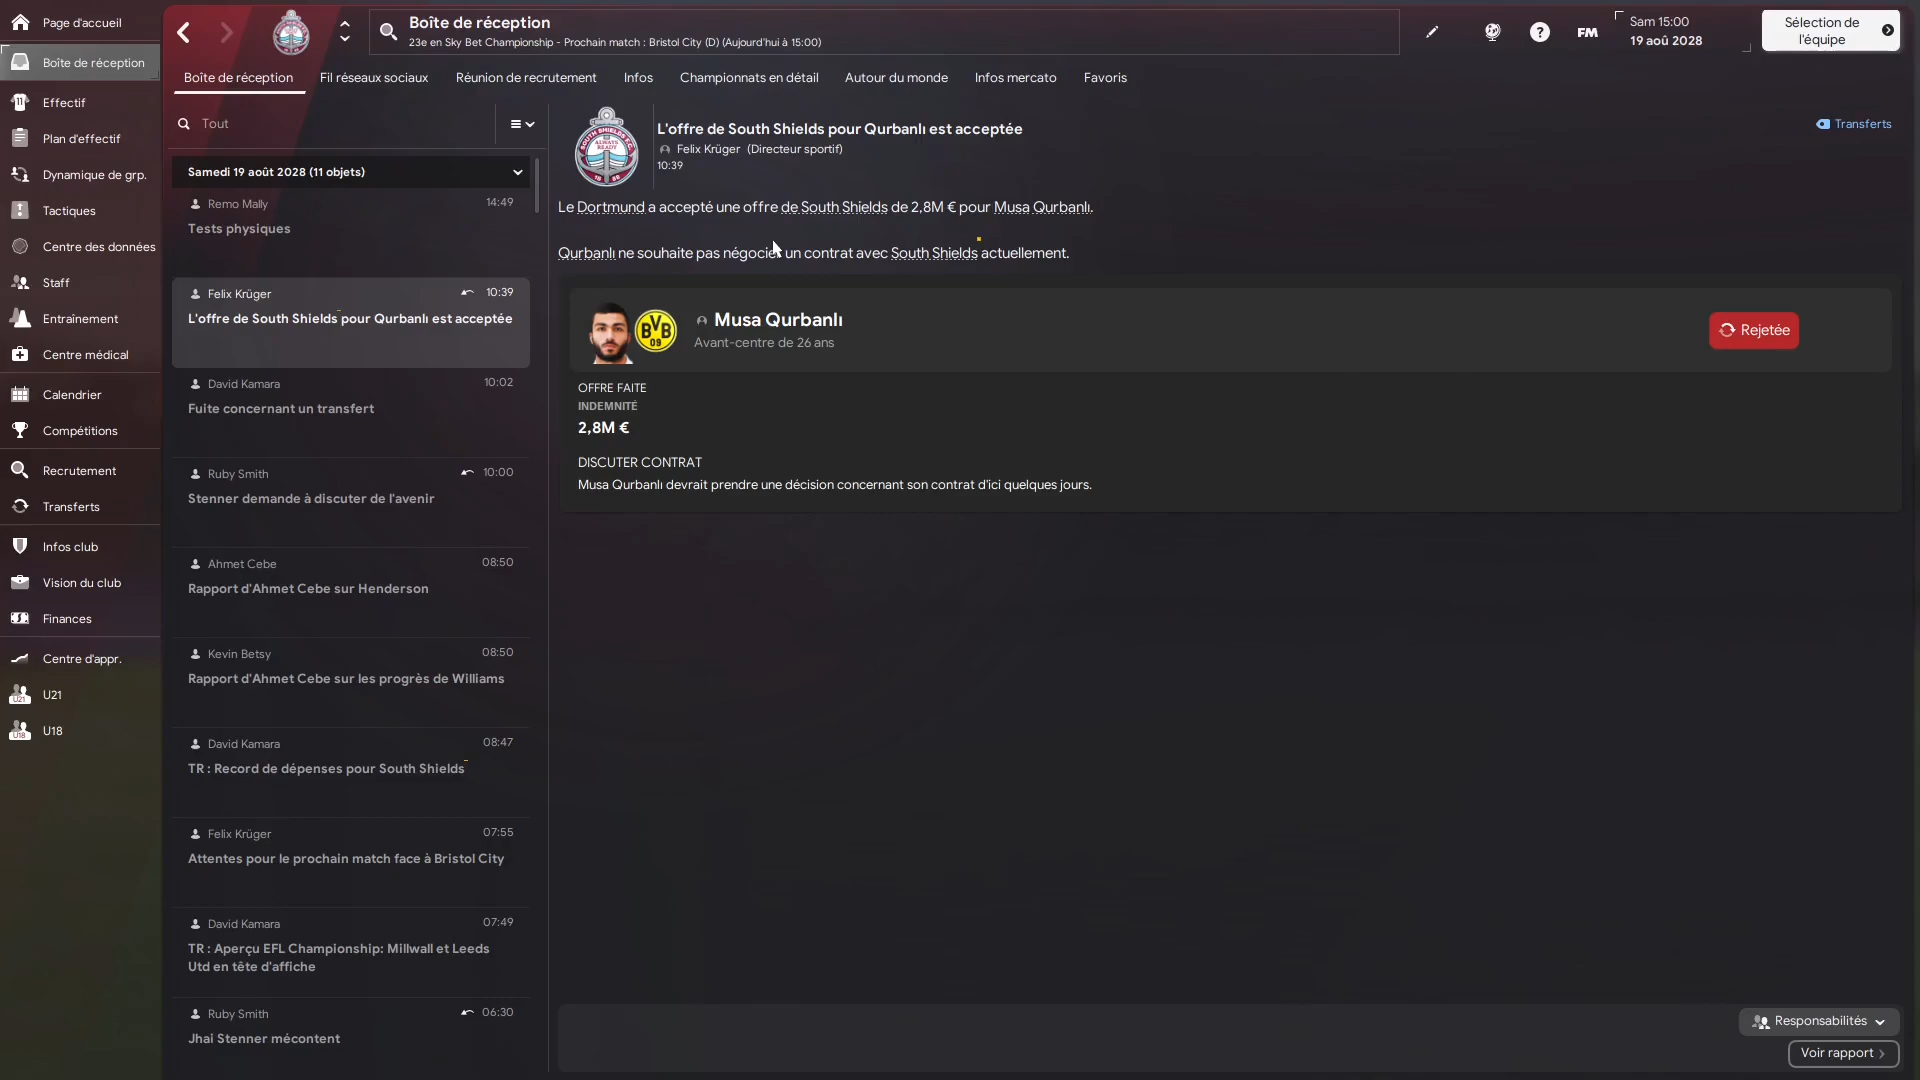 Page d'accueil
Boîte de réception
Effectif
Plan d'effectif
Dynamique de grp.
Tactiques
Centre des données
Staff
Entraînement
Centre médical
Calendrier
Compétitions
Recrutement
Transferts
Infos club
Vision du club
Finances
Centre d'appr.
U21
U18
Boîte de réception
23e en Sky Bet Championship - Prochain match : Bristol City (D) (Aujourd'hui à 15:00)
FM
Sam 15:00
19 aoû 2028
Sélection de
l'équipe
Boîte de réception
Fil réseaux sociaux
Réunion de recrutement
Infos
Championnats en détail
Autour du monde
Infos mercato
Favoris
Tout
Samedi 19 août 2028 (11 objets)
Remo Mally 14:49
Tests physiques
Felix Krüger 10:39
L'offre de South Shields pour Qurbanlı est acceptée
David Kamara 10:02
Fuite concernant un transfert
Ruby Smith 10:00
Stenner demande à discuter de l'avenir
Ahmet Cebe 08:50
Rapport d'Ahmet Cebe sur Henderson
Kevin Betsy 08:50
Rapport d'Ahmet Cebe sur les progrès de Williams
David Kamara 08:47
TR : Record de dépenses pour South Shields
Felix Krüger 07:55
Attentes pour le prochain match face à Bristol City
David Kamara 07:49
TR : Aperçu EFL Championship: Millwall et Leeds
Utd en tête d'affiche
Ruby Smith 06:30
Jhai Stenner mécontent
SOUTH SHIELDS FC
ALWAYS
READY
1888
L'offre de South Shields pour Qurbanlı est acceptée
Felix Krüger (Directeur sportif)
10:39
Transferts
Le Dortmund a accepté une offre de South Shields de 2,8M € pour Musa Qurbanlı.
Qurbanlı ne souhaite pas négocier un contrat avec South Shields actuellement.
BVB
09
Musa Qurbanlı
Avant-centre de 26 ans
Rejetée
OFFRE FAITE
INDEMNITÉ
2,8M €
DISCUTER CONTRAT
Musa Qurbanlı devrait prendre une décision concernant son contrat d'ici quelques jours.
Responsabilités
Voir rapport